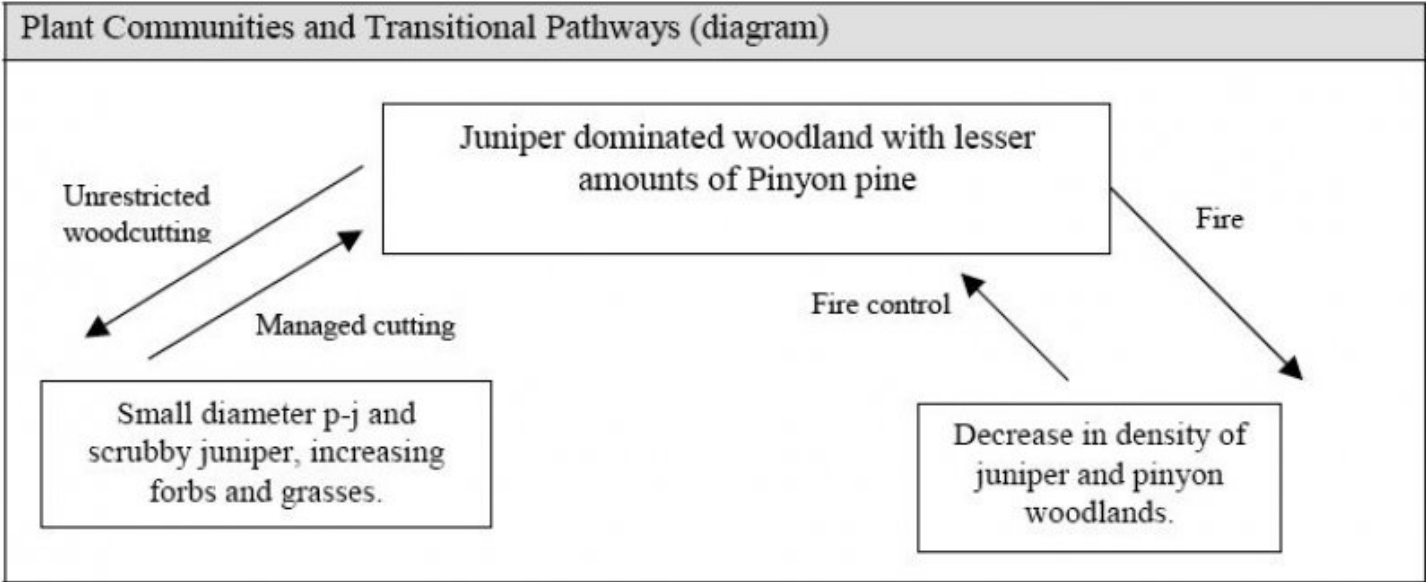 Plant Communities and Transitional Pathways (diagram)
Juniper dominated woodland with lesser
amounts of Pinyon pine
Unrestricted
woodcutting
Fire
Fire control
Managed cutting
Small diameter p-j and
scrubby juniper, increasing
forbs and grasses.
Decrease in density of
juniper and pinyon
woodlands.